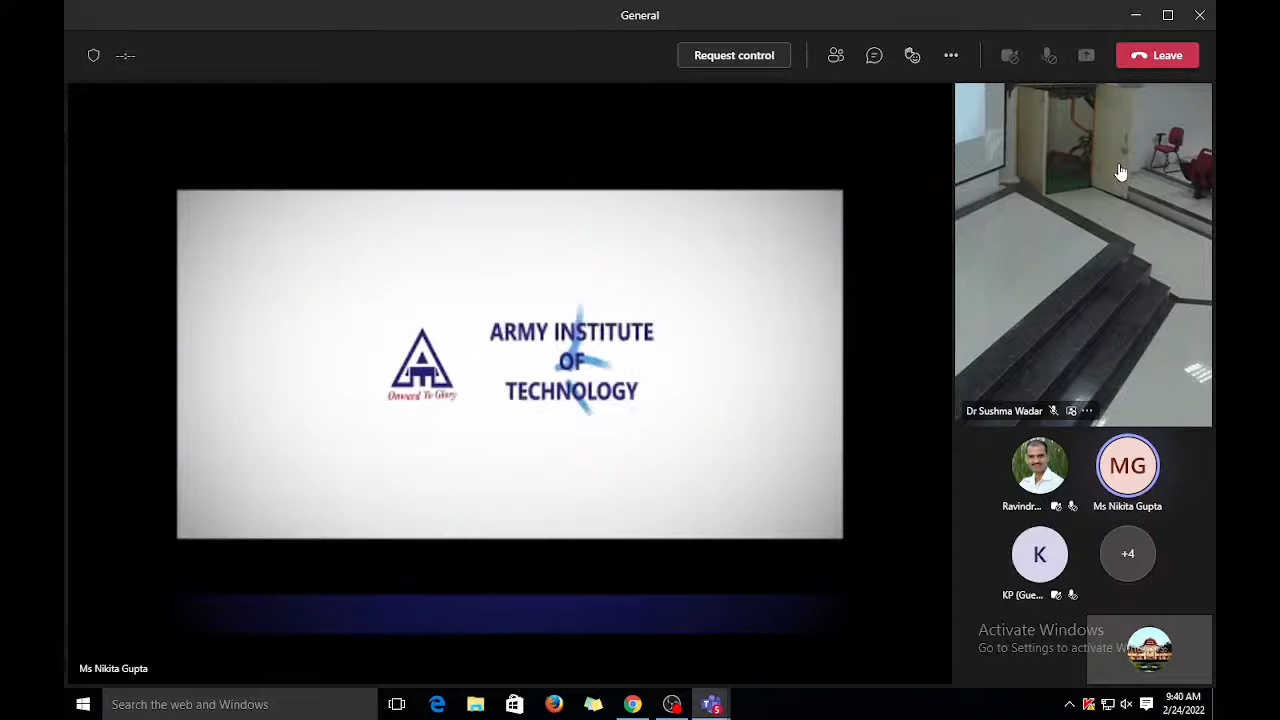 General
Request control
Leave
ARMY INSTITUTE
OF
TECHNOLOGY
Onward To Glory
Dr Sushma Wadar
Ravindr...
MG
Ms Nikita Gupta
K
+4
KP (Gue...
Activate Windows
Go to Settings to activate Windows.
Ms Nikita Gupta
Search the web and Windows
9:40 AM
2/24/2022